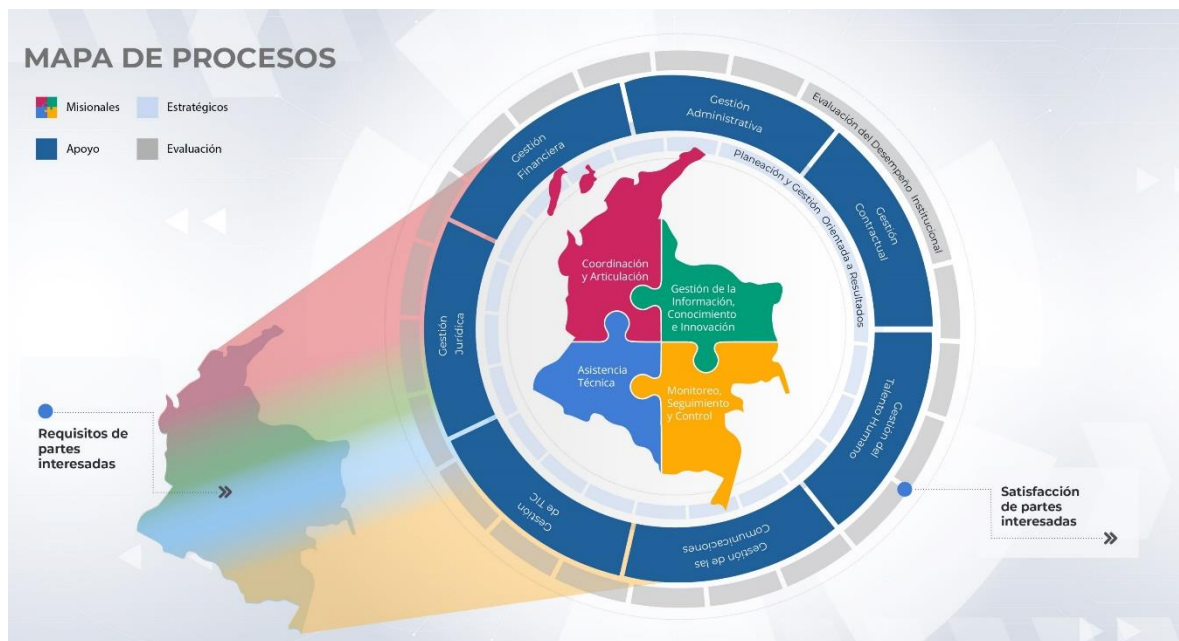 MAPA DE PROCESOS
Misionales
Estratégicos
Apoyo
Evaluación
Gestión
Administrativa
Evaluación del Desempeño Institucional
Gestión
Financiera
Planeación y Gestión Orientada a Resultados
Gestión
Contractual
Coordinación
y Articulación
Gestión de la
Información,
Conocimiento
e Innovación
Gestión
Jurídica
Asistencia
Técnica
Monitoreo,
Seguimiento
y Control
Gestión del
Talento Humano
Requisitos de
partes
interesadas
Gestión
de TIC
Gestión de las
Comunicaciones
Satisfacción
de partes
interesadas